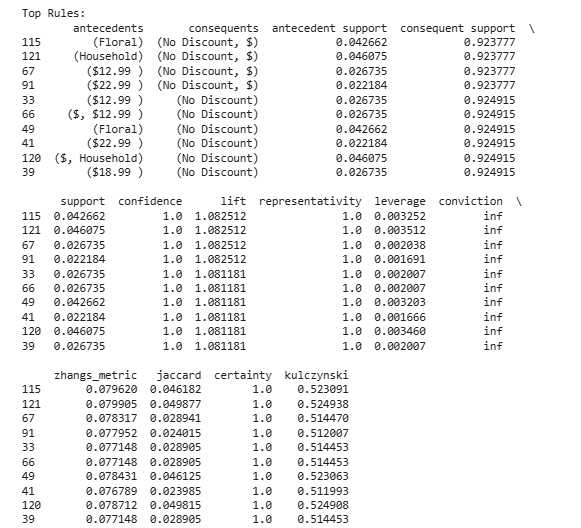 Top Rules:
antecedents consequents antecedent support consequent support \
115 (Floral) (No Discount, $) 0.042662 0.923777
121 (Household) (No Discount, $) 0.046075 0.923777
67 ($12.99 ) (No Discount, $) 0.026735 0.923777
91 ($22.99 ) (No Discount, $) 0.022184 0.923777
33 ($12.99 ) (No Discount) 0.026735 0.924915
66 ($, $12.99 ) (No Discount) 0.026735 0.924915
49 (Floral) (No Discount) 0.042662 0.924915
41 ($22.99 ) (No Discount) 0.022184 0.924915
120 ($, Household) (No Discount) 0.046075 0.924915
39 ($18.99 ) (No Discount) 0.026735 0.924915
support confidence lift representativity leverage conviction \
115 0.042662 1.0 1.082512 1.0 0.003252 inf
121 0.046075 1.0 1.082512 1.0 0.003512 inf
67 0.026735 1.0 1.082512 1.0 0.002038 inf
91 0.022184 1.0 1.082512 1.0 0.001691 inf
33 0.026735 1.0 1.081181 1.0 0.002007 inf
66 0.026735 1.0 1.081181 1.0 0.002007 inf
49 0.042662 1.0 1.081181 1.0 0.003203 inf
41 0.022184 1.0 1.081181 1.0 0.001666 inf
120 0.046075 1.0 1.081181 1.0 0.003460 inf
39 0.026735 1.0 1.081181 1.0 0.002007 inf
zhangs_metric jaccard certainty kulczynski
115 0.079620 0.046182 1.0 0.523091
121 0.079905 0.049877 1.0 0.524938
67 0.078317 0.028941 1.0 0.514470
91 0.077952 0.024015 1.0 0.512007
33 0.077148 0.028905 1.0 0.514453
66 0.077148 0.028905 1.0 0.514453
49 0.078431 0.046125 1.0 0.523063
41 0.076789 0.023985 1.0 0.511993
120 0.078712 0.049815 1.0 0.524908
39 0.077148 0.028905 1.0 0.514453